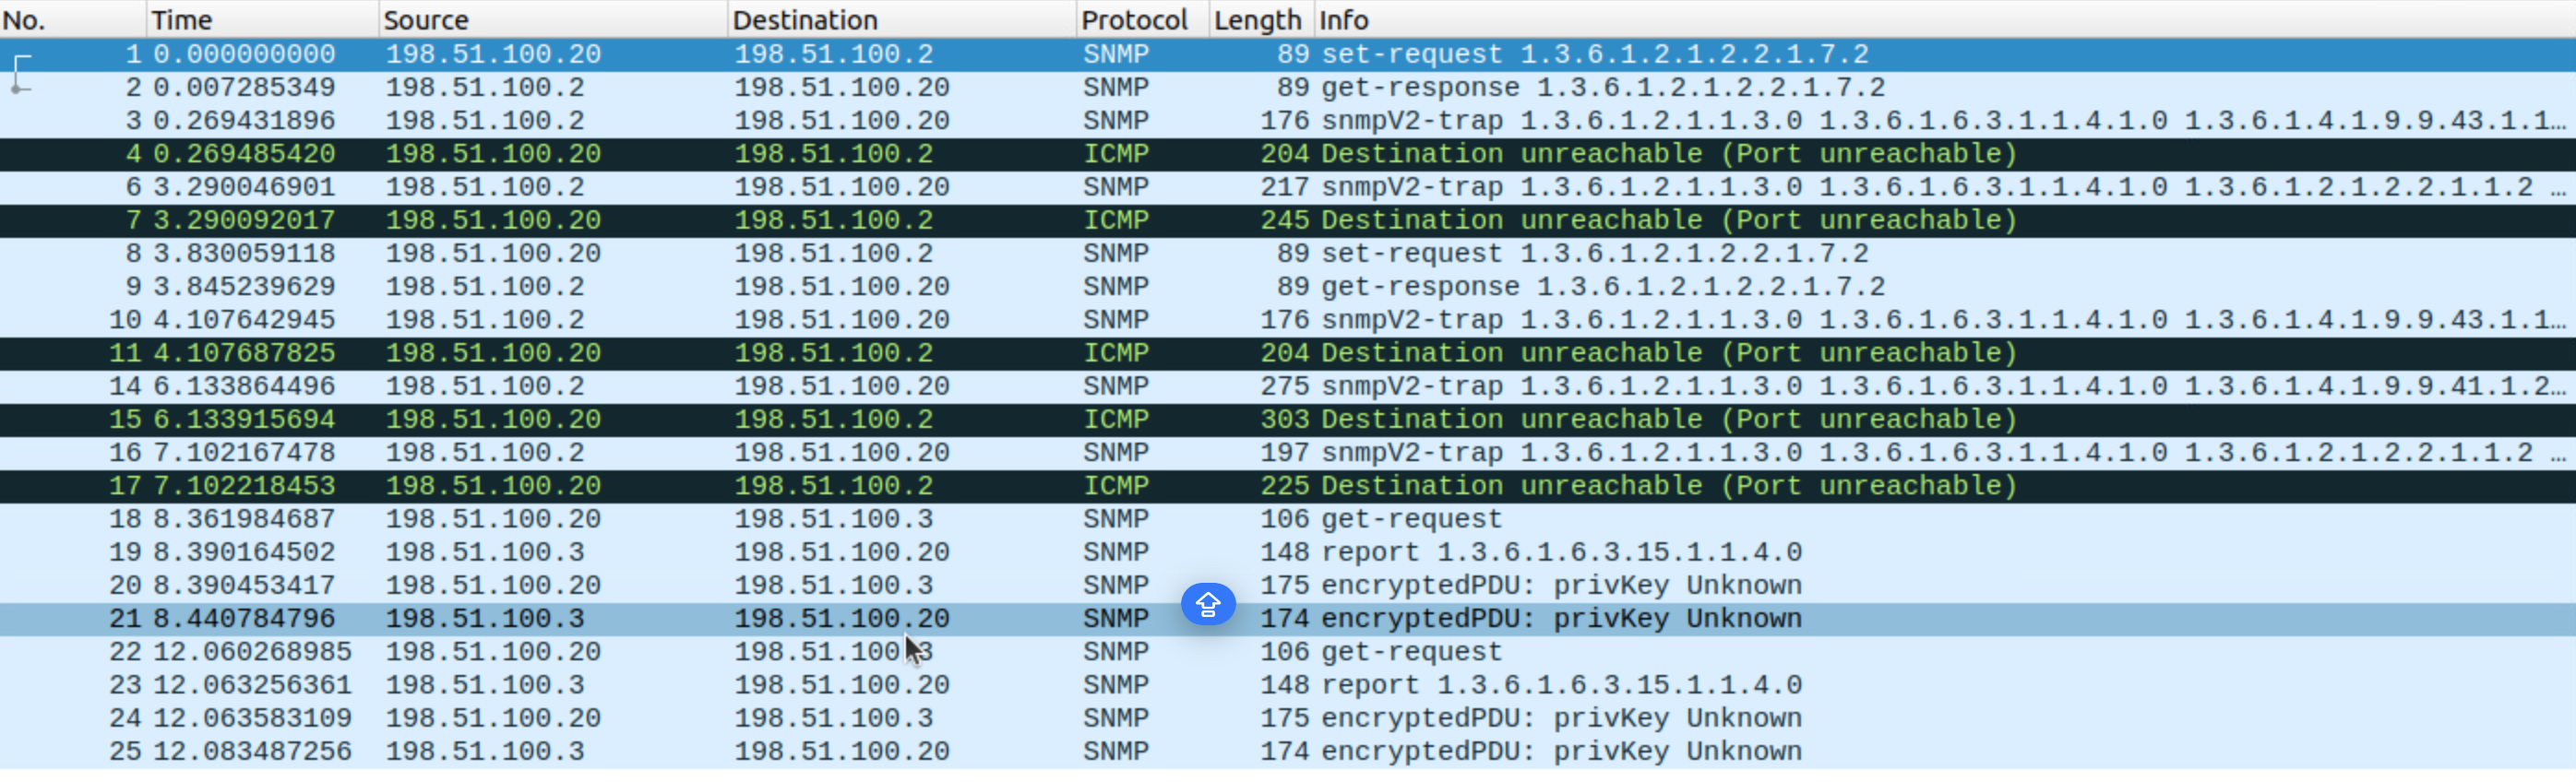 No. Time Source Destination Protocol Length Info
1 0.000000000 198.51.100.20 198.51.100.2 SNMP 89 set-request 1.3.6.1.2.1.2.2.1.7.2
2 0.007285349 198.51.100.2 198.51.100.20 SNMP 89 get-response 1.3.6.1.2.1.2.2.1.7.2
3 0.269431896 198.51.100.2 198.51.100.20 SNMP 176 snmpV2-trap 1.3.6.1.2.1.1.3.0 1.3.6.1.6.3.1.1.4.1.0 1.3.6.1.4.1.9.9.43.1.1…
4 0.269485420 198.51.100.20 198.51.100.2 ICMP 204 Destination unreachable (Port unreachable)
6 3.290046901 198.51.100.2 198.51.100.20 SNMP 217 snmpV2-trap 1.3.6.1.2.1.1.3.0 1.3.6.1.6.3.1.1.4.1.0 1.3.6.1.2.1.2.2.1.1.2 …
7 3.290092017 198.51.100.20 198.51.100.2 ICMP 245 Destination unreachable (Port unreachable)
8 3.830059118 198.51.100.20 198.51.100.2 SNMP 89 set-request 1.3.6.1.2.1.2.2.1.7.2
9 3.845239629 198.51.100.2 198.51.100.20 SNMP 89 get-response 1.3.6.1.2.1.2.2.1.7.2
10 4.107642945 198.51.100.2 198.51.100.20 SNMP 176 snmpV2-trap 1.3.6.1.2.1.1.3.0 1.3.6.1.6.3.1.1.4.1.0 1.3.6.1.4.1.9.9.43.1.1…
11 4.107687825 198.51.100.20 198.51.100.2 ICMP 204 Destination unreachable (Port unreachable)
14 6.133864496 198.51.100.2 198.51.100.20 SNMP 275 snmpV2-trap 1.3.6.1.2.1.1.3.0 1.3.6.1.6.3.1.1.4.1.0 1.3.6.1.4.1.9.9.41.1.2…
15 6.133915694 198.51.100.20 198.51.100.2 ICMP 303 Destination unreachable (Port unreachable)
16 7.102167478 198.51.100.2 198.51.100.20 SNMP 197 snmpV2-trap 1.3.6.1.2.1.1.3.0 1.3.6.1.6.3.1.1.4.1.0 1.3.6.1.2.1.2.2.1.1.2 …
17 7.102218453 198.51.100.20 198.51.100.2 ICMP 225 Destination unreachable (Port unreachable)
18 8.361984687 198.51.100.20 198.51.100.3 SNMP 106 get-request
19 8.390164502 198.51.100.3 198.51.100.20 SNMP 148 report 1.3.6.1.6.3.15.1.1.4.0
20 8.390453417 198.51.100.20 198.51.100.3 SNMP 175 encryptedPDU: privKey Unknown
21 8.440784796 198.51.100.3 198.51.100.20 SNMP 174 encryptedPDU: privKey Unknown
22 12.060268985 198.51.100.20 198.51.100.3 SNMP 106 get-request
23 12.063256361 198.51.100.3 198.51.100.20 SNMP 148 report 1.3.6.1.6.3.15.1.1.4.0
24 12.063583109 198.51.100.20 198.51.100.3 SNMP 175 encryptedPDU: privKey Unknown
25 12.083487256 198.51.100.3 198.51.100.20 SNMP 174 encryptedPDU: privKey Unknown